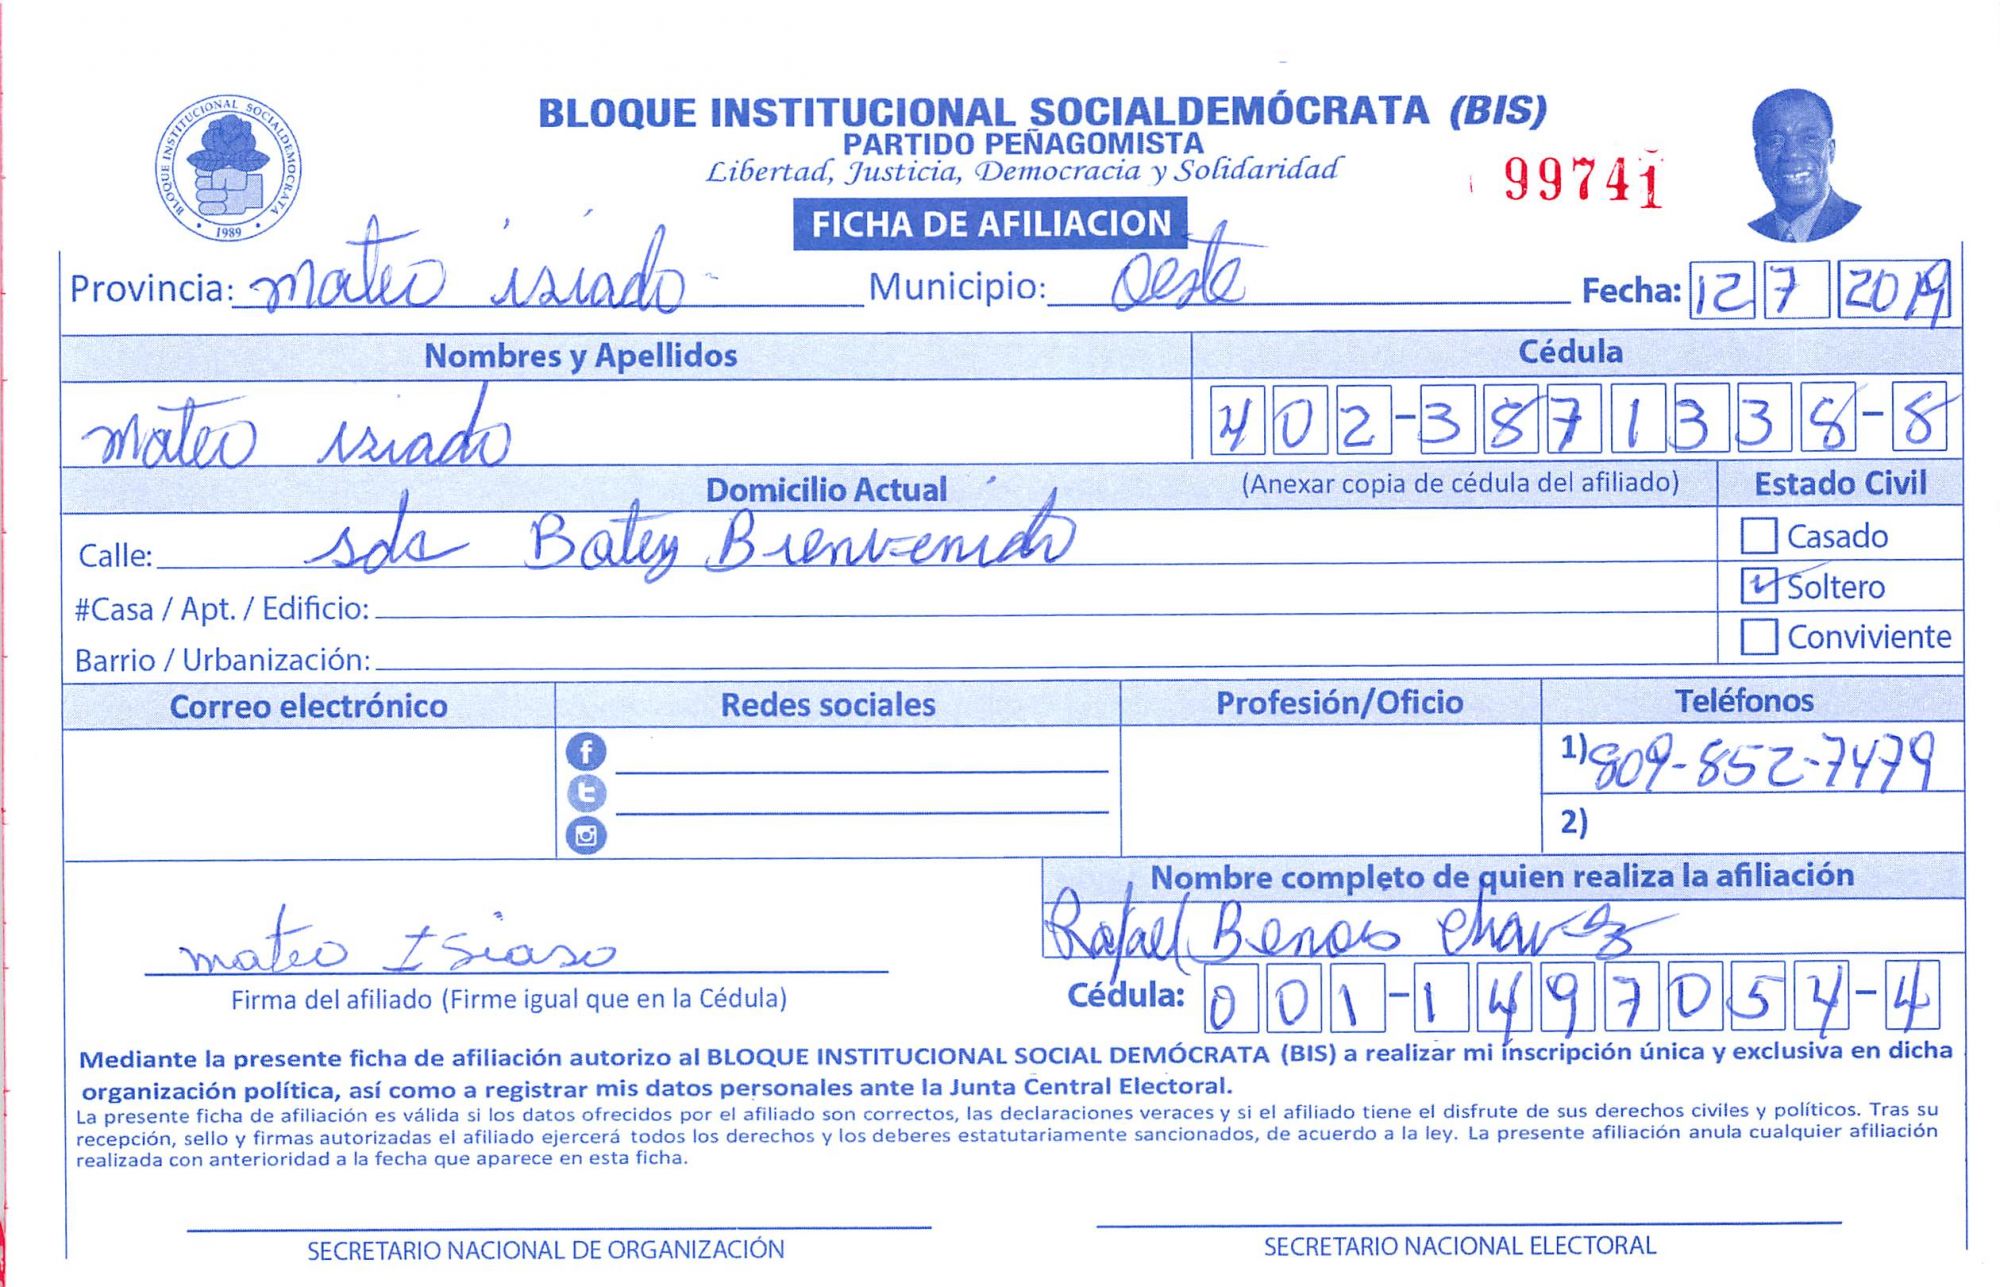 BLOQUE INSTITUCIONAL SOCIALDEMÓCRATA
1989
BLOQUE INSTITUCIONAL SOCIALDEMÓCRATA (BIS)
PARTIDO PEÑAGOMISTA
Libertad, Justicia, Democracia y Solidaridad
99741
FICHA DE AFILIACION
Provincia: mateo isiado Municipio: Oeste Fecha: 12 7 2019
Nombres y Apellidos Cédula
mateo isiado 402-3871338-8
Domicilio Actual (Anexar copia de cédula del afiliado) Estado Civil
Calle: sda Batey Bienvenido Casado
#Casa / Apt. / Edificio: Soltero
Barrio / Urbanización: Conviviente
Correo electrónico Redes sociales Profesión/Oficio Teléfonos
1) 809-852-7479
2)
Nombre completo de quien realiza la afiliación
Rafael Benois Chavez
mateo Isiaso
Firma del afiliado (Firme igual que en la Cédula) Cédula: 001-1497054-4
Mediante la presente ficha de afiliación autorizo al BLOQUE INSTITUCIONAL SOCIAL DEMÓCRATA (BIS) a realizar mi inscripción única y exclusiva en dicha
organización política, así como a registrar mis datos personales ante la Junta Central Electoral.
La presente ficha de afiliación es válida si los datos ofrecidos por el afiliado son correctos, las declaraciones veraces y si el afiliado tiene el disfrute de sus derechos civiles y políticos. Tras su
recepción, sello y firmas autorizadas el afiliado ejercerá todos los derechos y los deberes estatutariamente sancionados, de acuerdo a la ley. La presente afiliación anula cualquier afiliación
realizada con anterioridad a la fecha que aparece en esta ficha.
SECRETARIO NACIONAL DE ORGANIZACIÓN SECRETARIO NACIONAL ELECTORAL